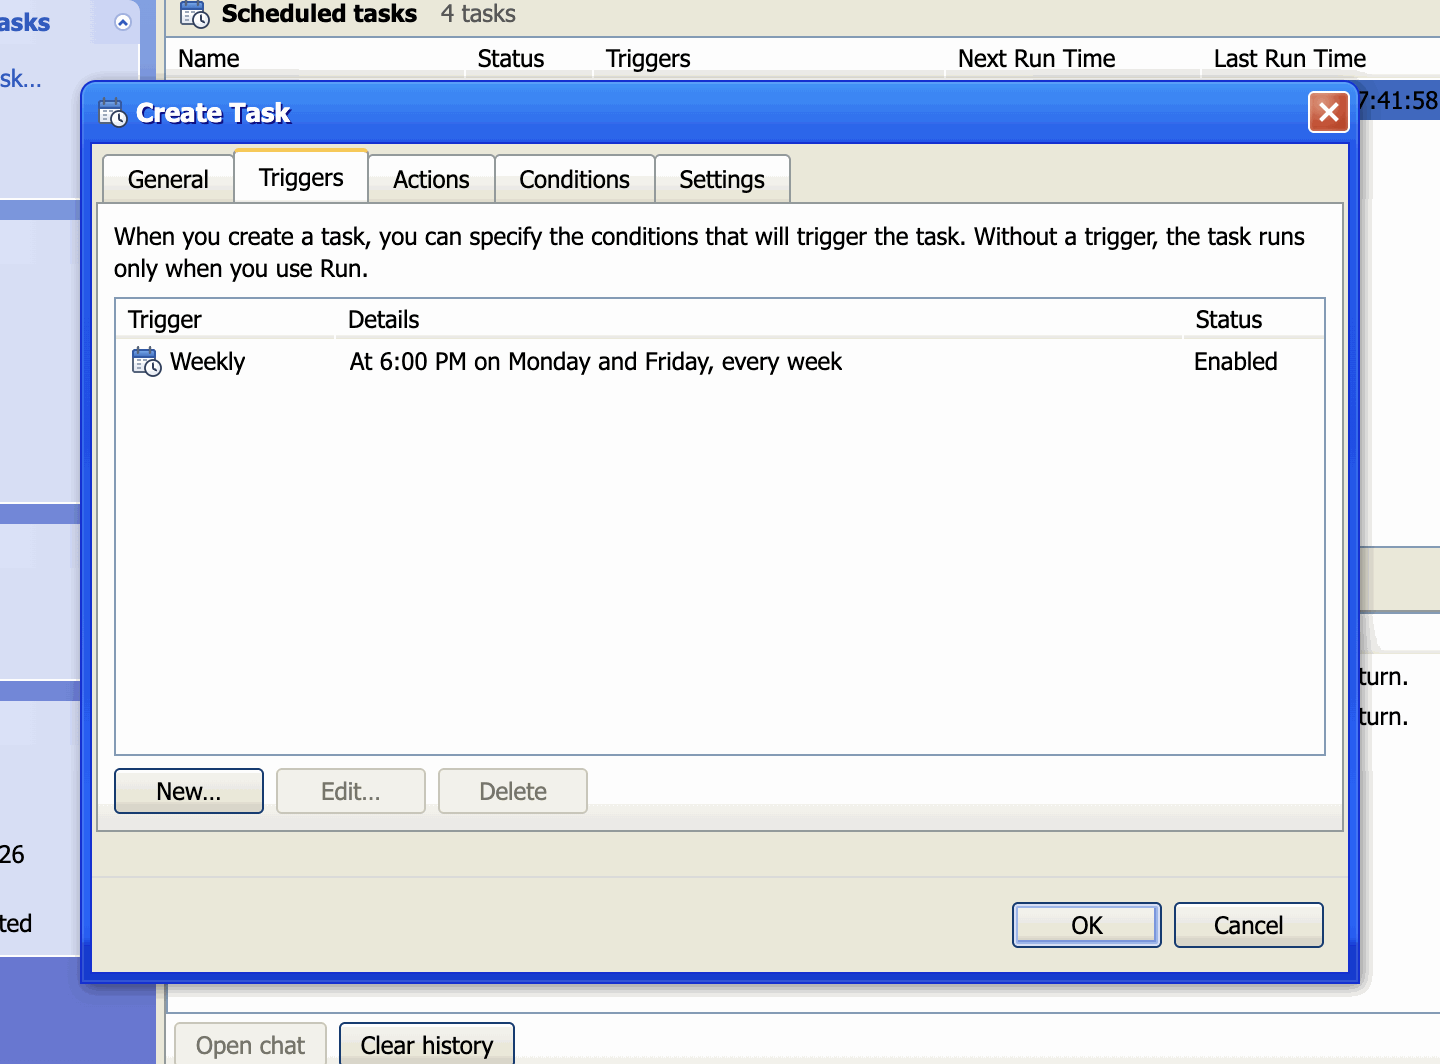 asks
Scheduled tasks 4 tasks
sk...
Name Status Triggers Next Run Time Last Run Time
7:41:58
Create Task
General Triggers Actions Conditions Settings
When you create a task, you can specify the conditions that will trigger the task. Without a trigger, the task runs
only when you use Run.
Trigger Details Status
Weekly At 6:00 PM on Monday and Friday, every week Enabled
turn.
turn.
New... Edit... Delete
26
ted
OK Cancel
Open chat Clear history